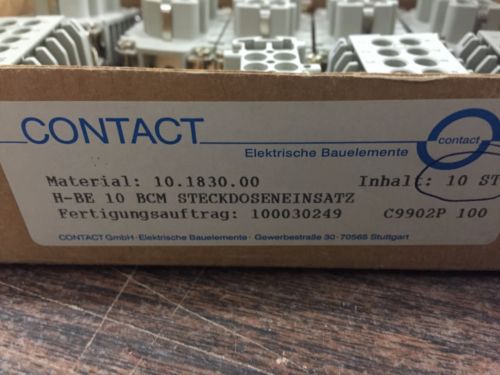 CONTACT
Elektrische Bauelemente
contact
Material: 10.1830.00 Inhalt: 10 ST
H-BE 10 BCM STECKDOSENEINSATZ
Fertigungsauftrag: 100030249 C9902P 100
CONTACT GmbH · Elektrische Bauelemente · Gewerbestraße 30 · 70565 Stuttgart